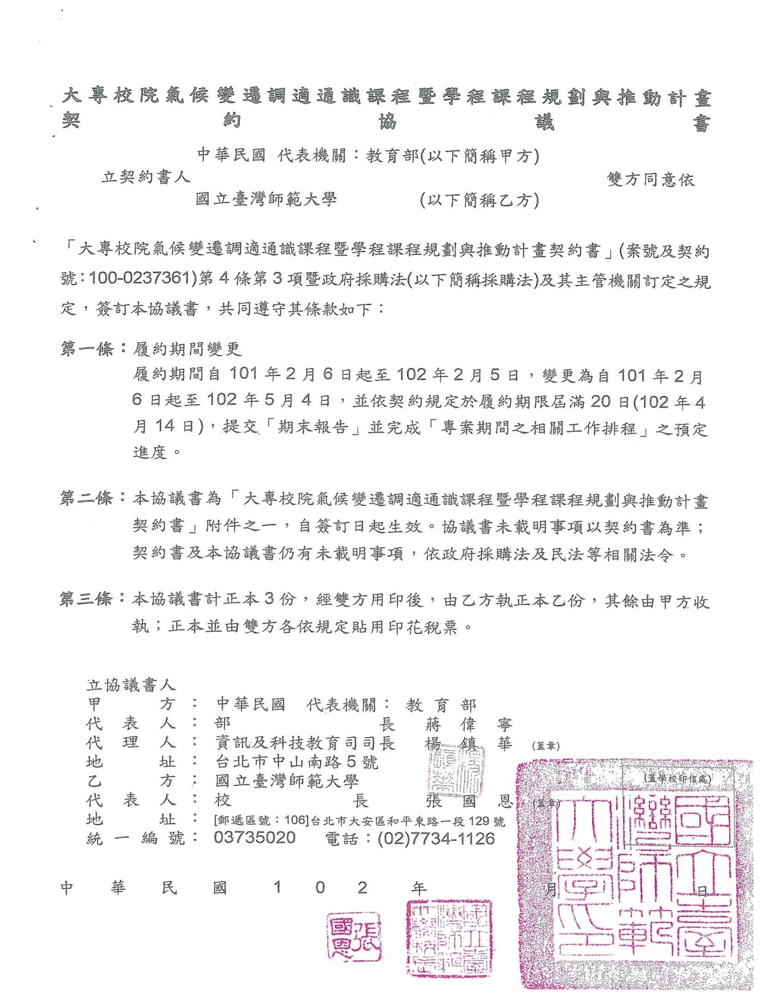 大專校院氣候變遷調適通識課程暨學程課程規劃與推動計畫
契約協議書
中華民國 代表機關：教育部(以下簡稱甲方)
立契約書人
雙方同意依
國立臺灣師範大學 (以下簡稱乙方)
「大專校院氣候變遷調適通識課程暨學程課程規劃與推動計畫契約書」(案號及契約
號：100-0237361)第 4 條第 3 項暨政府採購法(以下簡稱採購法)及其主管機關訂定之規
定，簽訂本協議書，共同遵守其條款如下：
第一條：履約期間變更
履約期間自 101 年 2 月 6 日起至 102 年 2 月 5 日，變更為自 101 年 2 月
6 日起至 102 年 5 月 4 日，並依契約規定於履約期限屆滿 20 日(102 年 4
月 14 日)，提交「期末報告」並完成「專案期間之相關工作排程」之預定
進度。
第二條：本協議書為「大專校院氣候變遷調適通識課程暨學程課程規劃與推動計畫
契約書」附件之一，自簽訂日起生效。協議書未載明事項以契約書為準；
契約書及本協議書仍有未載明事項，依政府採購法及民法等相關法令。
第三條：本協議書計正本 3 份，經雙方用印後，由乙方執正本乙份，其餘由甲方收
執；正本並由雙方各依規定貼用印花稅票。
立協議書人
甲方：中華民國 代表機關：教育部
代表人：部長 蔣偉寧
代理人：資訊及科技教育司司長 楊鎮華 (蓋章)
地址：台北市中山南路 5 號
乙方：國立臺灣師範大學 (蓋學校印信處)
代表人：校長 張國恩 (蓋章)
地址：[郵遞區號：106]台北市大安區和平東路一段 129 號
統一編號：03735020 電話：(02)7734-1126
中華民國 102 年 月 日
國立臺灣師範大學印
張國恩